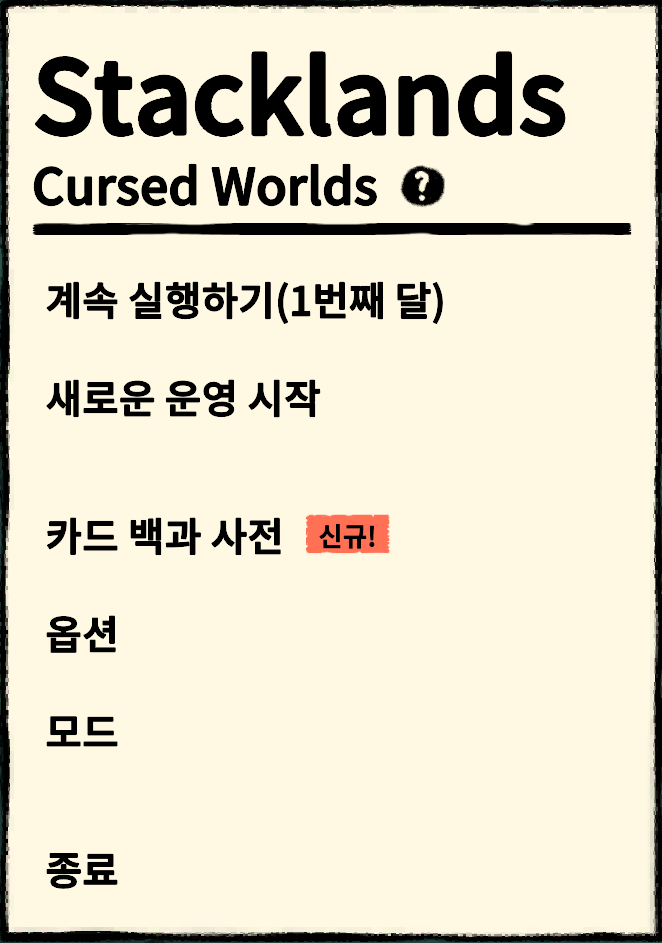 Stacklands
Cursed Worlds ?
계속 실행하기(1번째 달)
새로운 운영 시작
카드 백과 사전 신규!
옵션
모드
종료